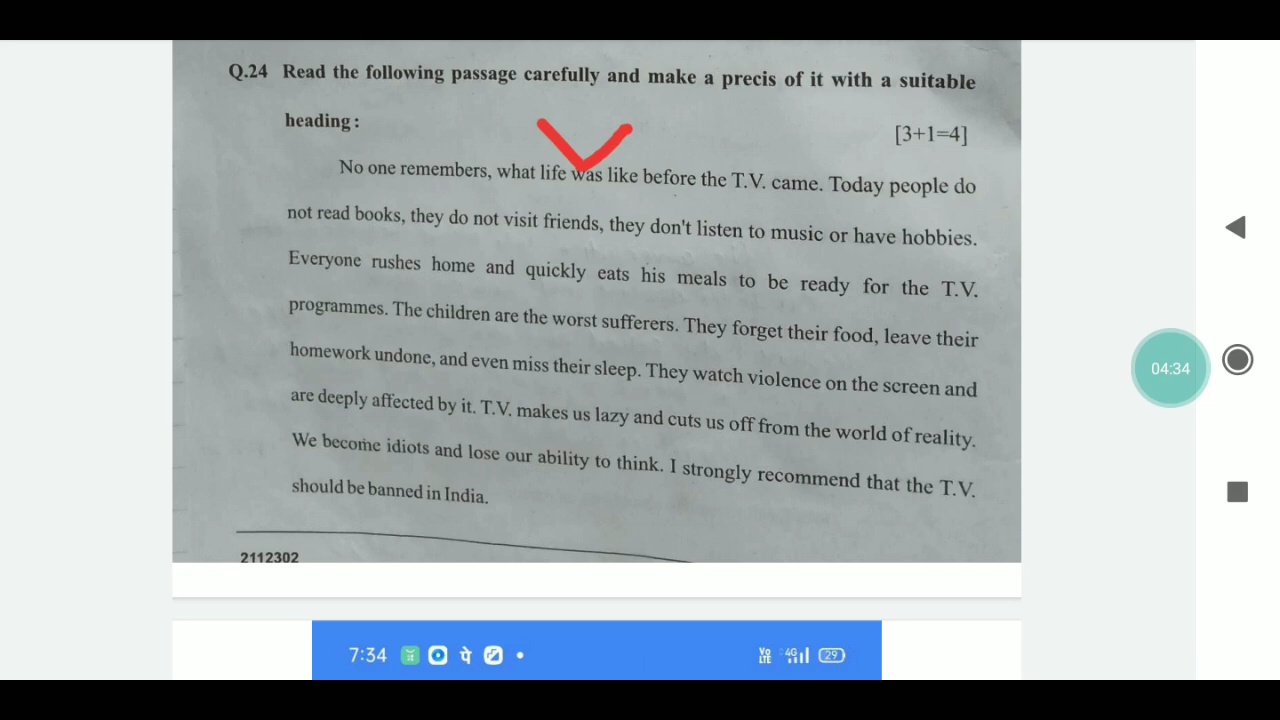 Q.24 Read the following passage carefully and make a precis of it with a suitable
heading :
[3+1=4]
No one remembers, what life was like before the T.V. came. Today people do
not read books, they do not visit friends, they don't listen to music or have hobbies.
Everyone rushes home and quickly eats his meals to be ready for the T.V.
programmes. The children are the worst sufferers. They forget their food, leave their
homework undone, and even miss their sleep. They watch violence on the screen and
are deeply affected by it. T.V. makes us lazy and cuts us off from the world of reality.
We become idiots and lose our ability to think. I strongly recommend that the T.V.
should be banned in India.
2112302
04:34
7:34 पे Vo LTE 4G 29